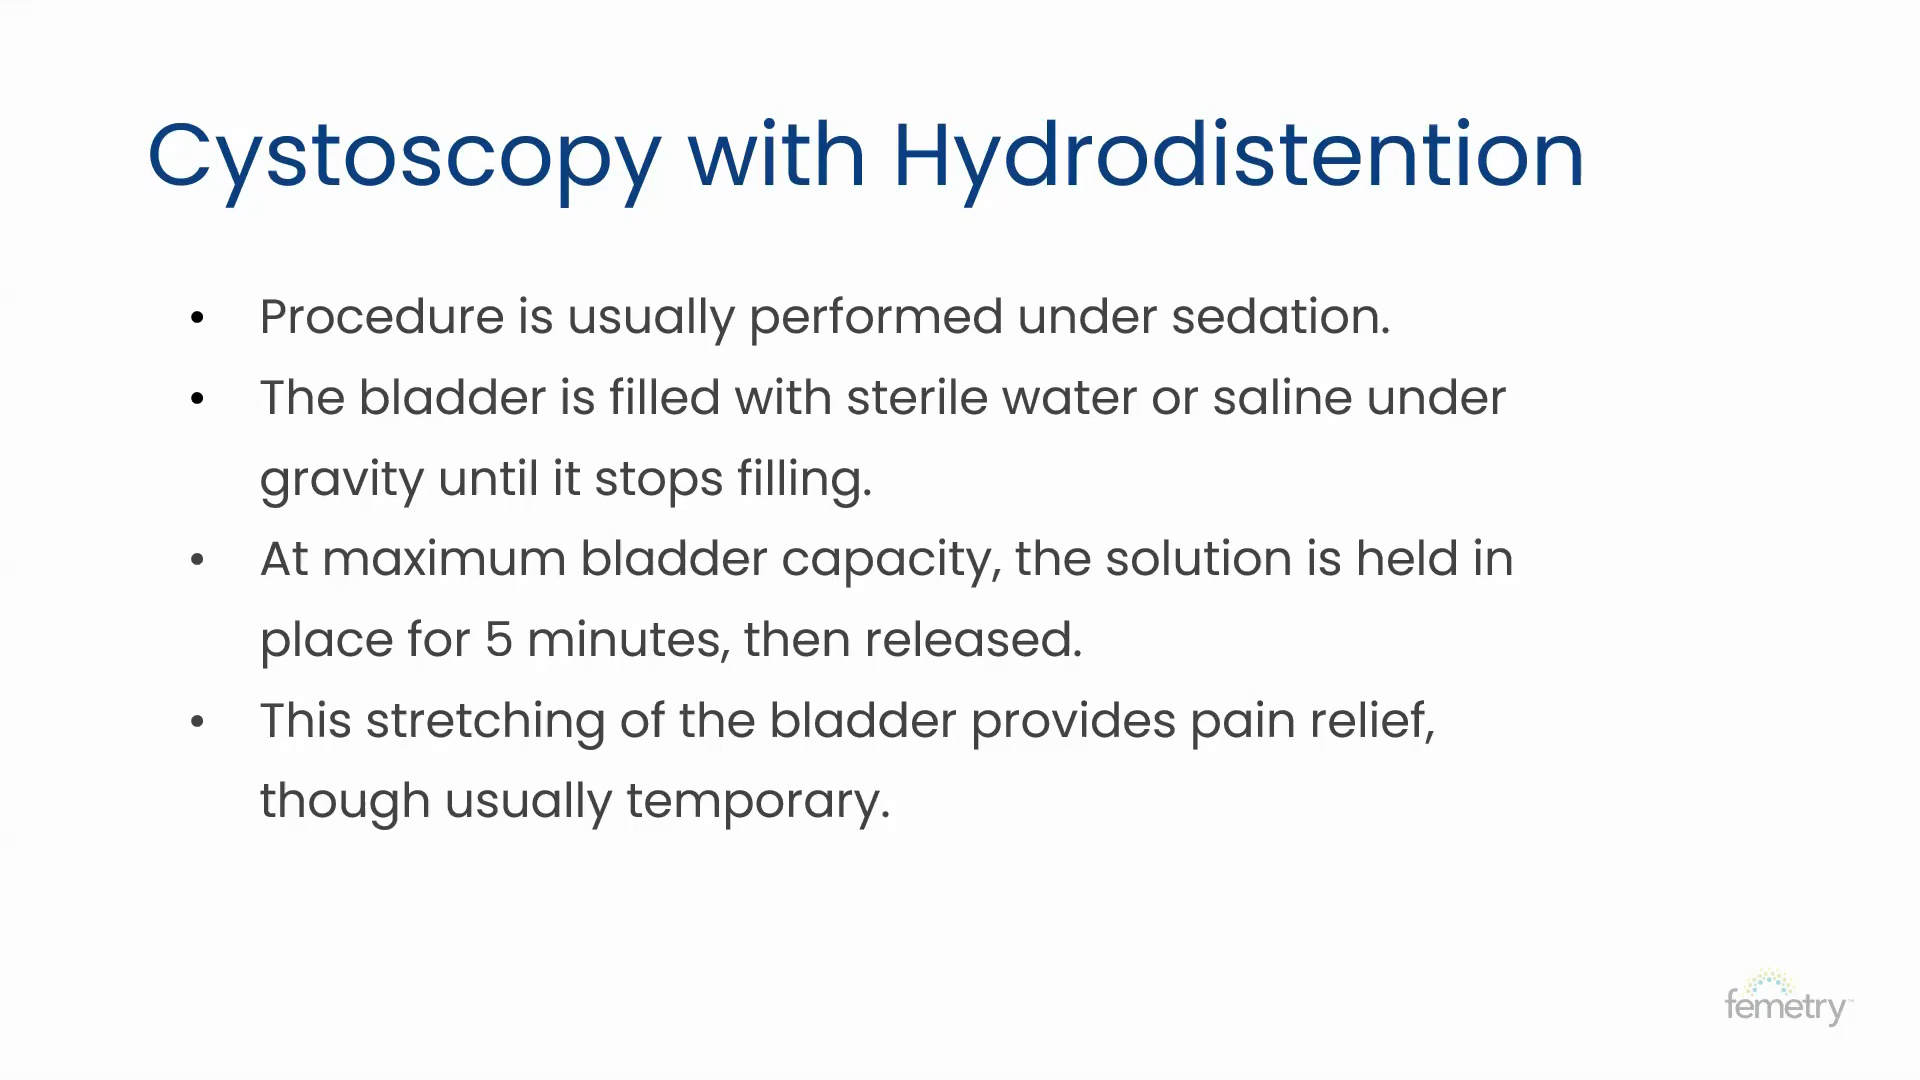 Cystoscopy with Hydrodistention
• Procedure is usually performed under sedation.
• The bladder is filled with sterile water or saline under
gravity until it stops filling.
• At maximum bladder capacity, the solution is held in
place for 5 minutes, then released.
• This stretching of the bladder provides pain relief,
though usually temporary.
femetry™